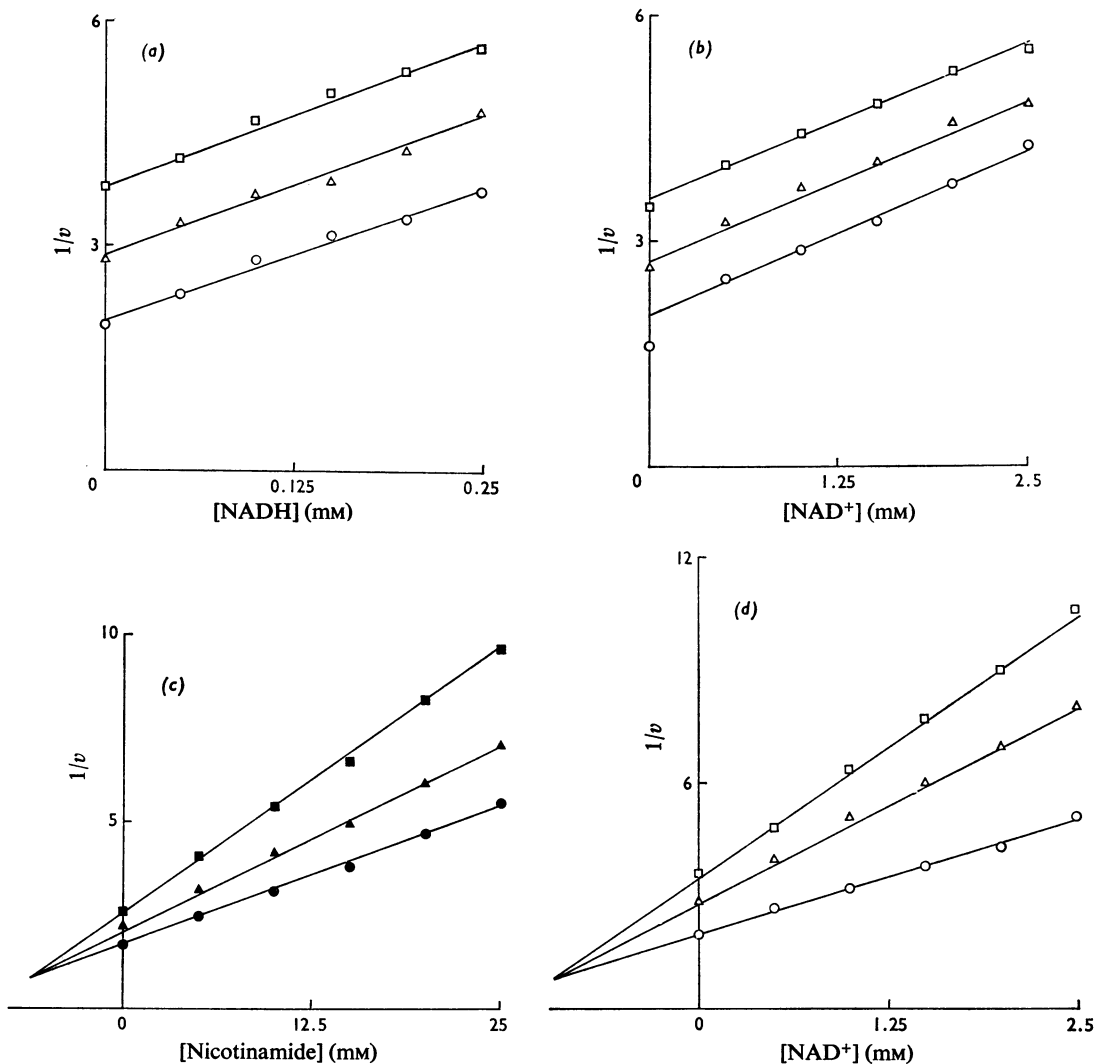 6
(a)
1/v
3
0
0.125
0.25
[NADH] (mM)
6
(b)
1/v
3
0
1.25
2.5
[NAD⁺] (mM)
10
(c)
1/v
5
0
12.5
25
[Nicotinamide] (mM)
12
(d)
1/v
6
0
1.25
2.5
[NAD⁺] (mM)